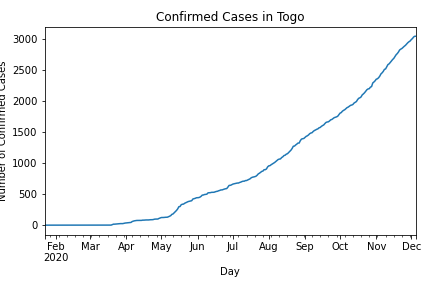 Confirmed Cases in Togo
Number of Confirmed Cases
3000
2500
2000
1500
1000
500
0
Feb Mar Apr May Jun Jul Aug Sep Oct Nov Dec
2020
Day